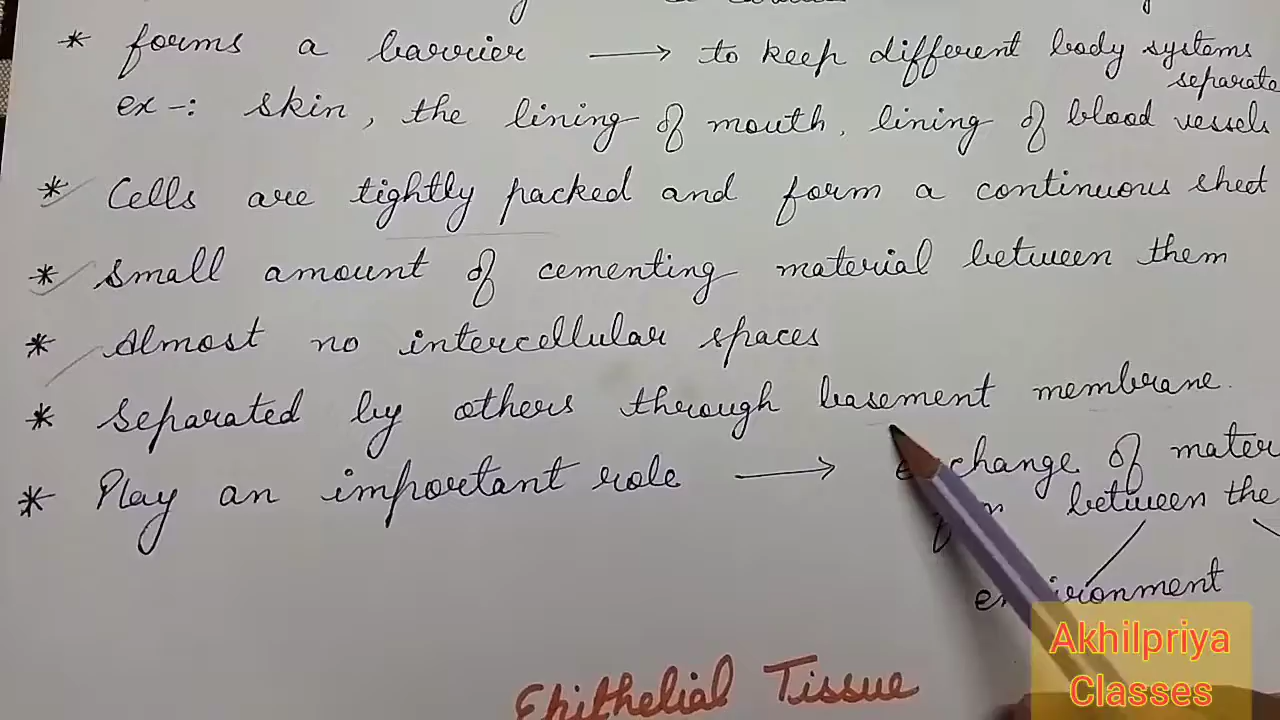 * forms a barrier → to keep different body systems
separate
ex -: skin, the lining of mouth, lining of blood vessels
* Cells are tightly packed and form a continuous sheet
* Small amount of cementing material between them
* Almost no intercellular spaces
* Separated by others through basement membrane.
* Play an important role → exchange of mater
between the
environment
Epithelial Tissue
Akhilpriya
Classes